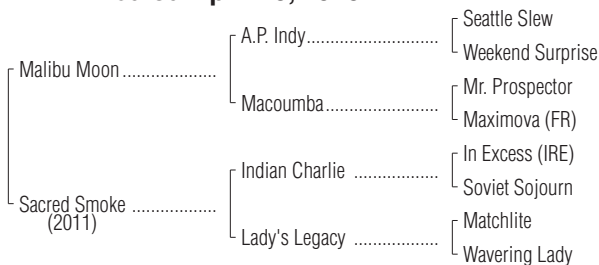 Malibu Moon ...................
A.P. Indy...........................
Seattle Slew
Weekend Surprise
Macoumba.......................
Mr. Prospector
Maximova (FR)
Sacred Smoke .................
(2011)
Indian Charlie .................
In Excess (IRE)
Soviet Sojourn
Lady's Legacy .................
Matchlite
Wavering Lady